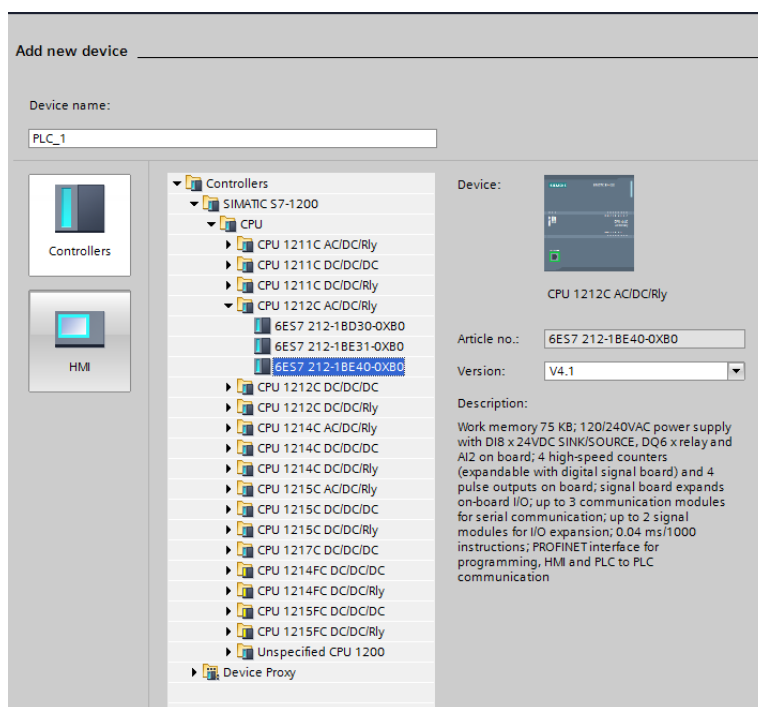 Add new device
Device name:
PLC_1
Controllers
HMI
Controllers
SIMATIC S7-1200
CPU
CPU 1211C AC/DC/Rly
CPU 1211C DC/DC/DC
CPU 1211C DC/DC/Rly
CPU 1212C AC/DC/Rly
6ES7 212-1BD30-0XB0
6ES7 212-1BE31-0XB0
6ES7 212-1BE40-0XB0
CPU 1212C DC/DC/DC
CPU 1212C DC/DC/Rly
CPU 1214C AC/DC/Rly
CPU 1214C DC/DC/DC
CPU 1214C DC/DC/Rly
CPU 1215C AC/DC/Rly
CPU 1215C DC/DC/DC
CPU 1215C DC/DC/Rly
CPU 1217C DC/DC/DC
CPU 1214FC DC/DC/DC
CPU 1214FC DC/DC/Rly
CPU 1215FC DC/DC/DC
CPU 1215FC DC/DC/Rly
Unspecified CPU 1200
Device Proxy
Device:
CPU 1212C AC/DC/Rly
Article no.:
6ES7 212-1BE40-0XB0
Version:
V4.1
Description:
Work memory 75 KB; 120/240VAC power supply
with DI8 x 24VDC SINK/SOURCE, DQ6 x relay and
AI2 on board; 4 high-speed counters
(expandable with digital signal board) and 4
pulse outputs on board; signal board expands
on-board I/O; up to 3 communication modules
for serial communication; up to 2 signal
modules for I/O expansion; 0.04 ms/1000
instructions; PROFINET interface for
programming, HMI and PLC to PLC
communication